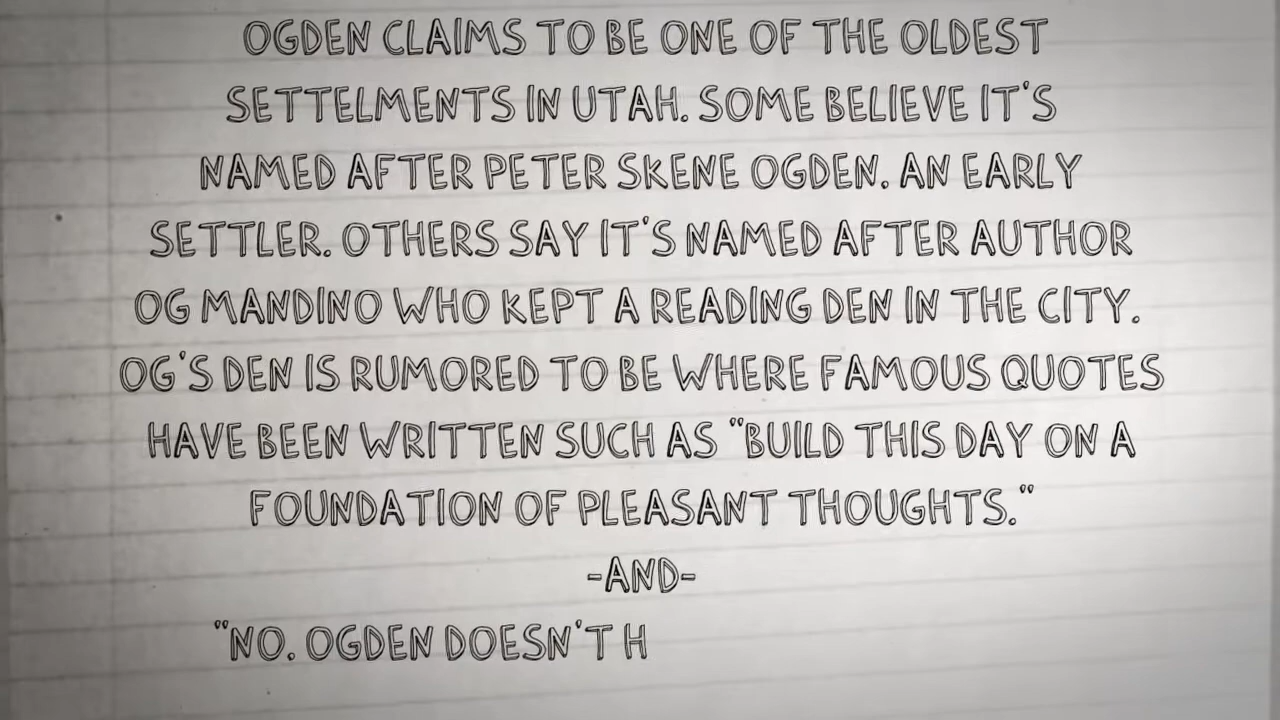 OGDEN CLAIMS TO BE ONE OF THE OLDEST
SETTELMENTS IN UTAH. SOME BELIEVE IT'S
NAMED AFTER PETER SKENE OGDEN. AN EARLY
SETTLER. OTHERS SAY IT'S NAMED AFTER AUTHOR
OG MANDINO WHO KEPT A READING DEN IN THE CITY.
OG'S DEN IS RUMORED TO BE WHERE FAMOUS QUOTES
HAVE BEEN WRITTEN SUCH AS "BUILD THIS DAY ON A
FOUNDATION OF PLEASANT THOUGHTS."
-AND-
"NO. OGDEN DOESN'T H